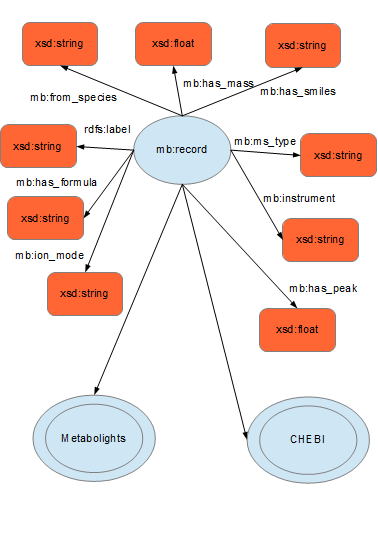 xsd:string
xsd:float
xsd:string
mb:from_species
mb:has_mass
mb:has_smiles
rdfs:label
xsd:string
mb:record
mb:ms_type
xsd:string
mb:has_formula
mb:instrument
xsd:string
xsd:string
mb:ion_mode
xsd:string
mb:has_peak
xsd:float
Metabolights
CHEBI